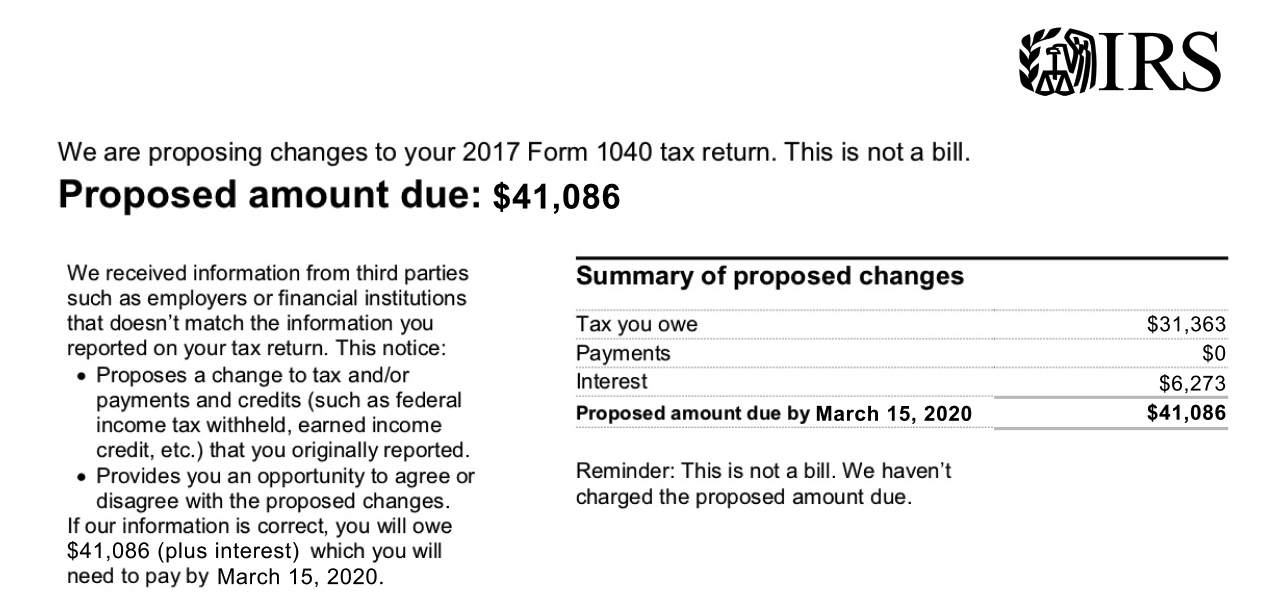 IRS
We are proposing changes to your 2017 Form 1040 tax return. This is not a bill.
Proposed amount due: $41,086
We received information from third parties
such as employers or financial institutions
that doesn’t match the information you
reported on your tax return. This notice:
• Proposes a change to tax and/or
payments and credits (such as federal
income tax withheld, earned income
credit, etc.) that you originally reported.
• Provides you an opportunity to agree or
disagree with the proposed changes.
If our information is correct, you will owe
$41,086 (plus interest) which you will
need to pay by March 15, 2020.
Summary of proposed changes
Tax you owe $31,363
Payments $0
Interest $6,273
Proposed amount due by March 15, 2020 $41,086
Reminder: This is not a bill. We haven’t
charged the proposed amount due.